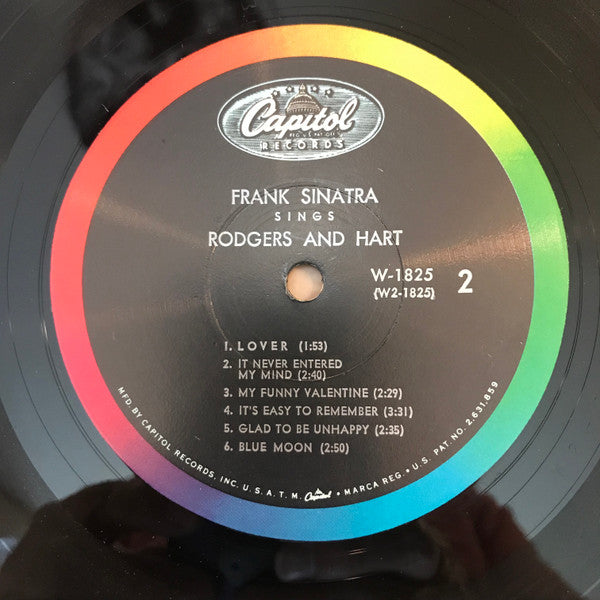 Capitol
REG. U.S. PAT. OFF.
RECORDS
FRANK SINATRA
SINGS
RODGERS AND HART
W-1825
(W2-1825)
2
1. LOVER (1:53)
2. IT NEVER ENTERED
MY MIND (2:40)
3. MY FUNNY VALENTINE (2:29)
4. IT'S EASY TO REMEMBER (3:31)
5. GLAD TO BE UNHAPPY (2:35)
6. BLUE MOON (2:50)
MFD. BY CAPITOL RECORDS, INC. U.S.A. T.M. Capitol • MARCA REG. • U.S. PAT. NO. 2,631,859